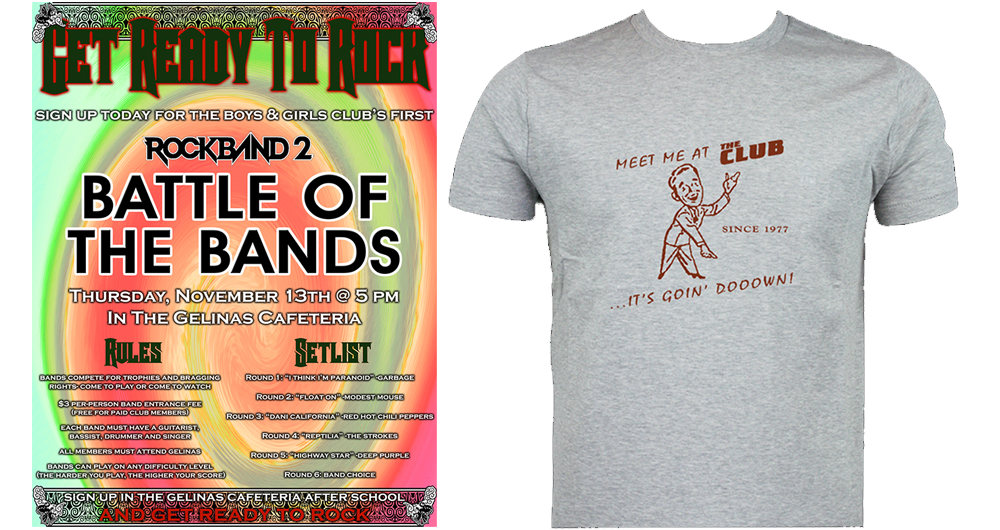 Get Ready To Rock
Sign up today for the Boys & Girls Club's first
ROCKBAND 2
BATTLE OF
THE BANDS
Thursday, November 13th @ 5 pm
In The Gelinas Cafeteria
Rules
Bands compete for trophies and bragging
rights- come to play or come to watch
$3 per-person band entrance fee
(free for paid club members)
Each band must have a guitarist,
bassist, drummer and singer
All members must attend Gelinas
Bands can play on any difficulty level
(the harder you play, the higher your score)
Setlist
Round 1: "I Think I'm Paranoid" -Garbage
Round 2: "Float On" -Modest Mouse
Round 3: "Dani California" -Red Hot Chili Peppers
Round 4: "Reptilia" -The Strokes
Round 5: "Highway Star" -Deep Purple
Round 6: Band Choice
Sign up in the Gelinas cafeteria after school
And get ready to rock
MEET ME AT THE CLUB
SINCE 1977
...IT'S GOIN' DOOOWN!